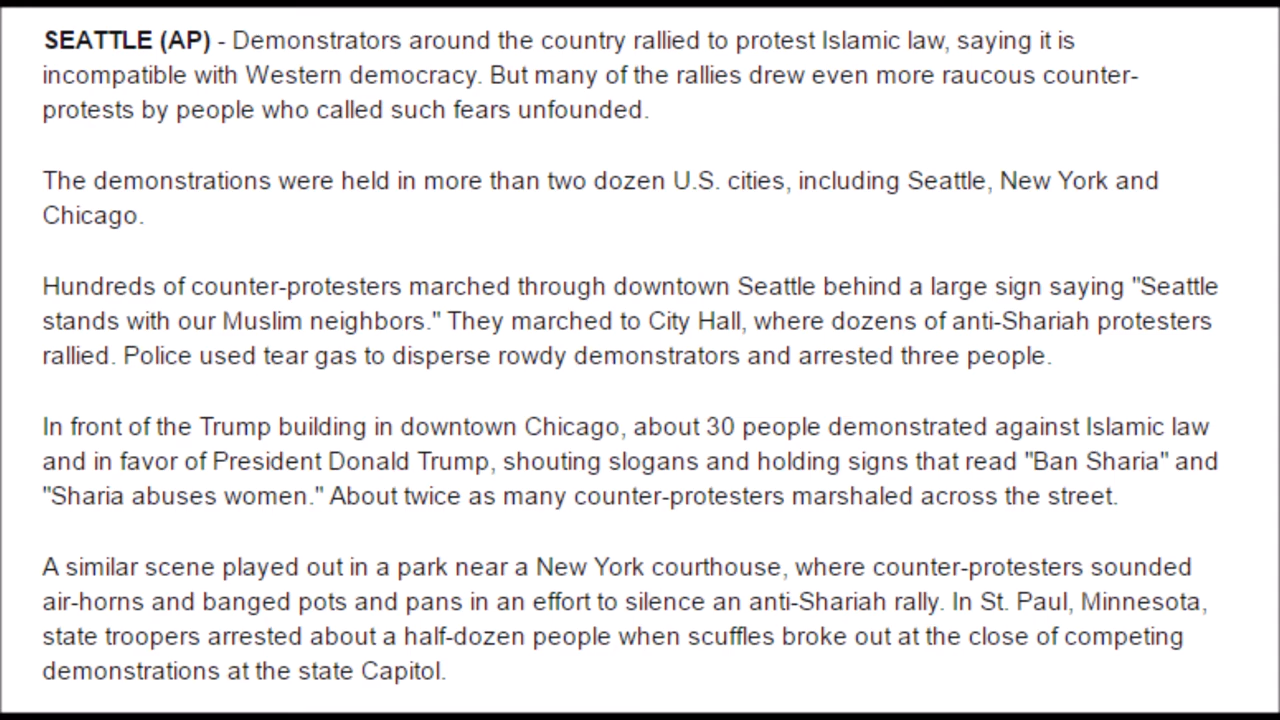 SEATTLE (AP) - Demonstrators around the country rallied to protest Islamic law, saying it is
incompatible with Western democracy. But many of the rallies drew even more raucous counter-
protests by people who called such fears unfounded.
The demonstrations were held in more than two dozen U.S. cities, including Seattle, New York and
Chicago.
Hundreds of counter-protesters marched through downtown Seattle behind a large sign saying "Seattle
stands with our Muslim neighbors." They marched to City Hall, where dozens of anti-Shariah protesters
rallied. Police used tear gas to disperse rowdy demonstrators and arrested three people.
In front of the Trump building in downtown Chicago, about 30 people demonstrated against Islamic law
and in favor of President Donald Trump, shouting slogans and holding signs that read "Ban Sharia" and
"Sharia abuses women." About twice as many counter-protesters marshaled across the street.
A similar scene played out in a park near a New York courthouse, where counter-protesters sounded
air-horns and banged pots and pans in an effort to silence an anti-Shariah rally. In St. Paul, Minnesota,
state troopers arrested about a half-dozen people when scuffles broke out at the close of competing
demonstrations at the state Capitol.